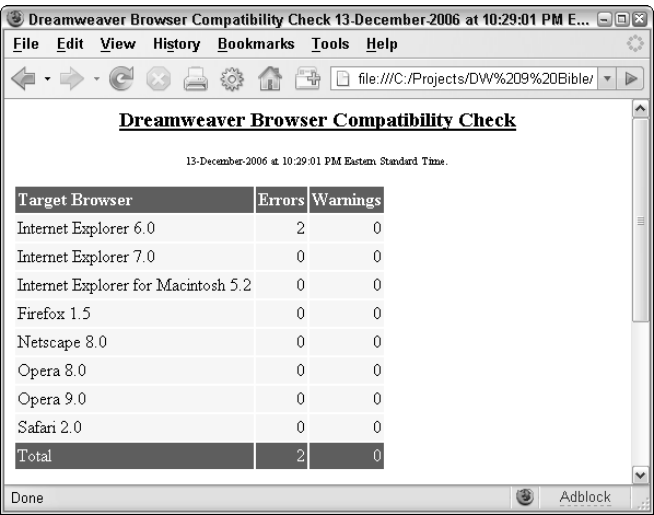 Dreamweaver Browser Compatibility Check 13-December-2006 at 10:29:01 PM E...
File Edit View History Bookmarks Tools Help
file:///C:/Projects/DW%209%20Bible/
Dreamweaver Browser Compatibility Check
13-December-2006 at 10:29:01 PM Eastern Standard Time.
Target Browser Errors Warnings
Internet Explorer 6.0 2 0
Internet Explorer 7.0 0 0
Internet Explorer for Macintosh 5.2 0 0
Firefox 1.5 0 0
Netscape 8.0 0 0
Opera 8.0 0 0
Opera 9.0 0 0
Safari 2.0 0 0
Total 2 0
Done Adblock